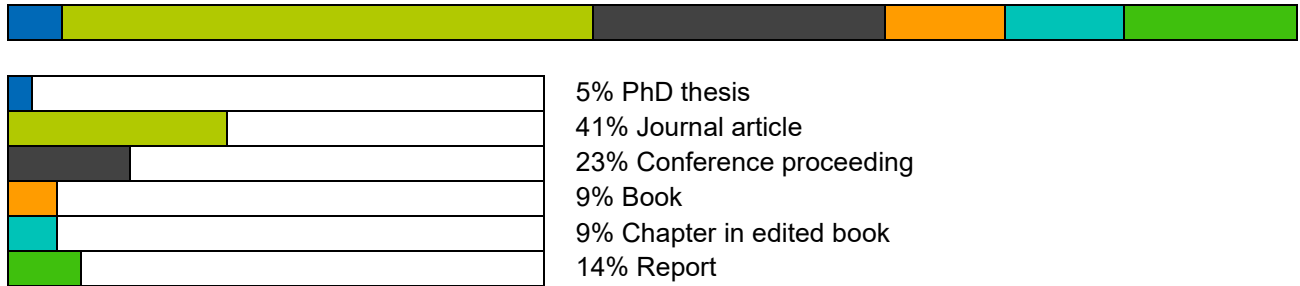 5% PhD thesis
41% Journal article
23% Conference proceeding
9% Book
9% Chapter in edited book
14% Report